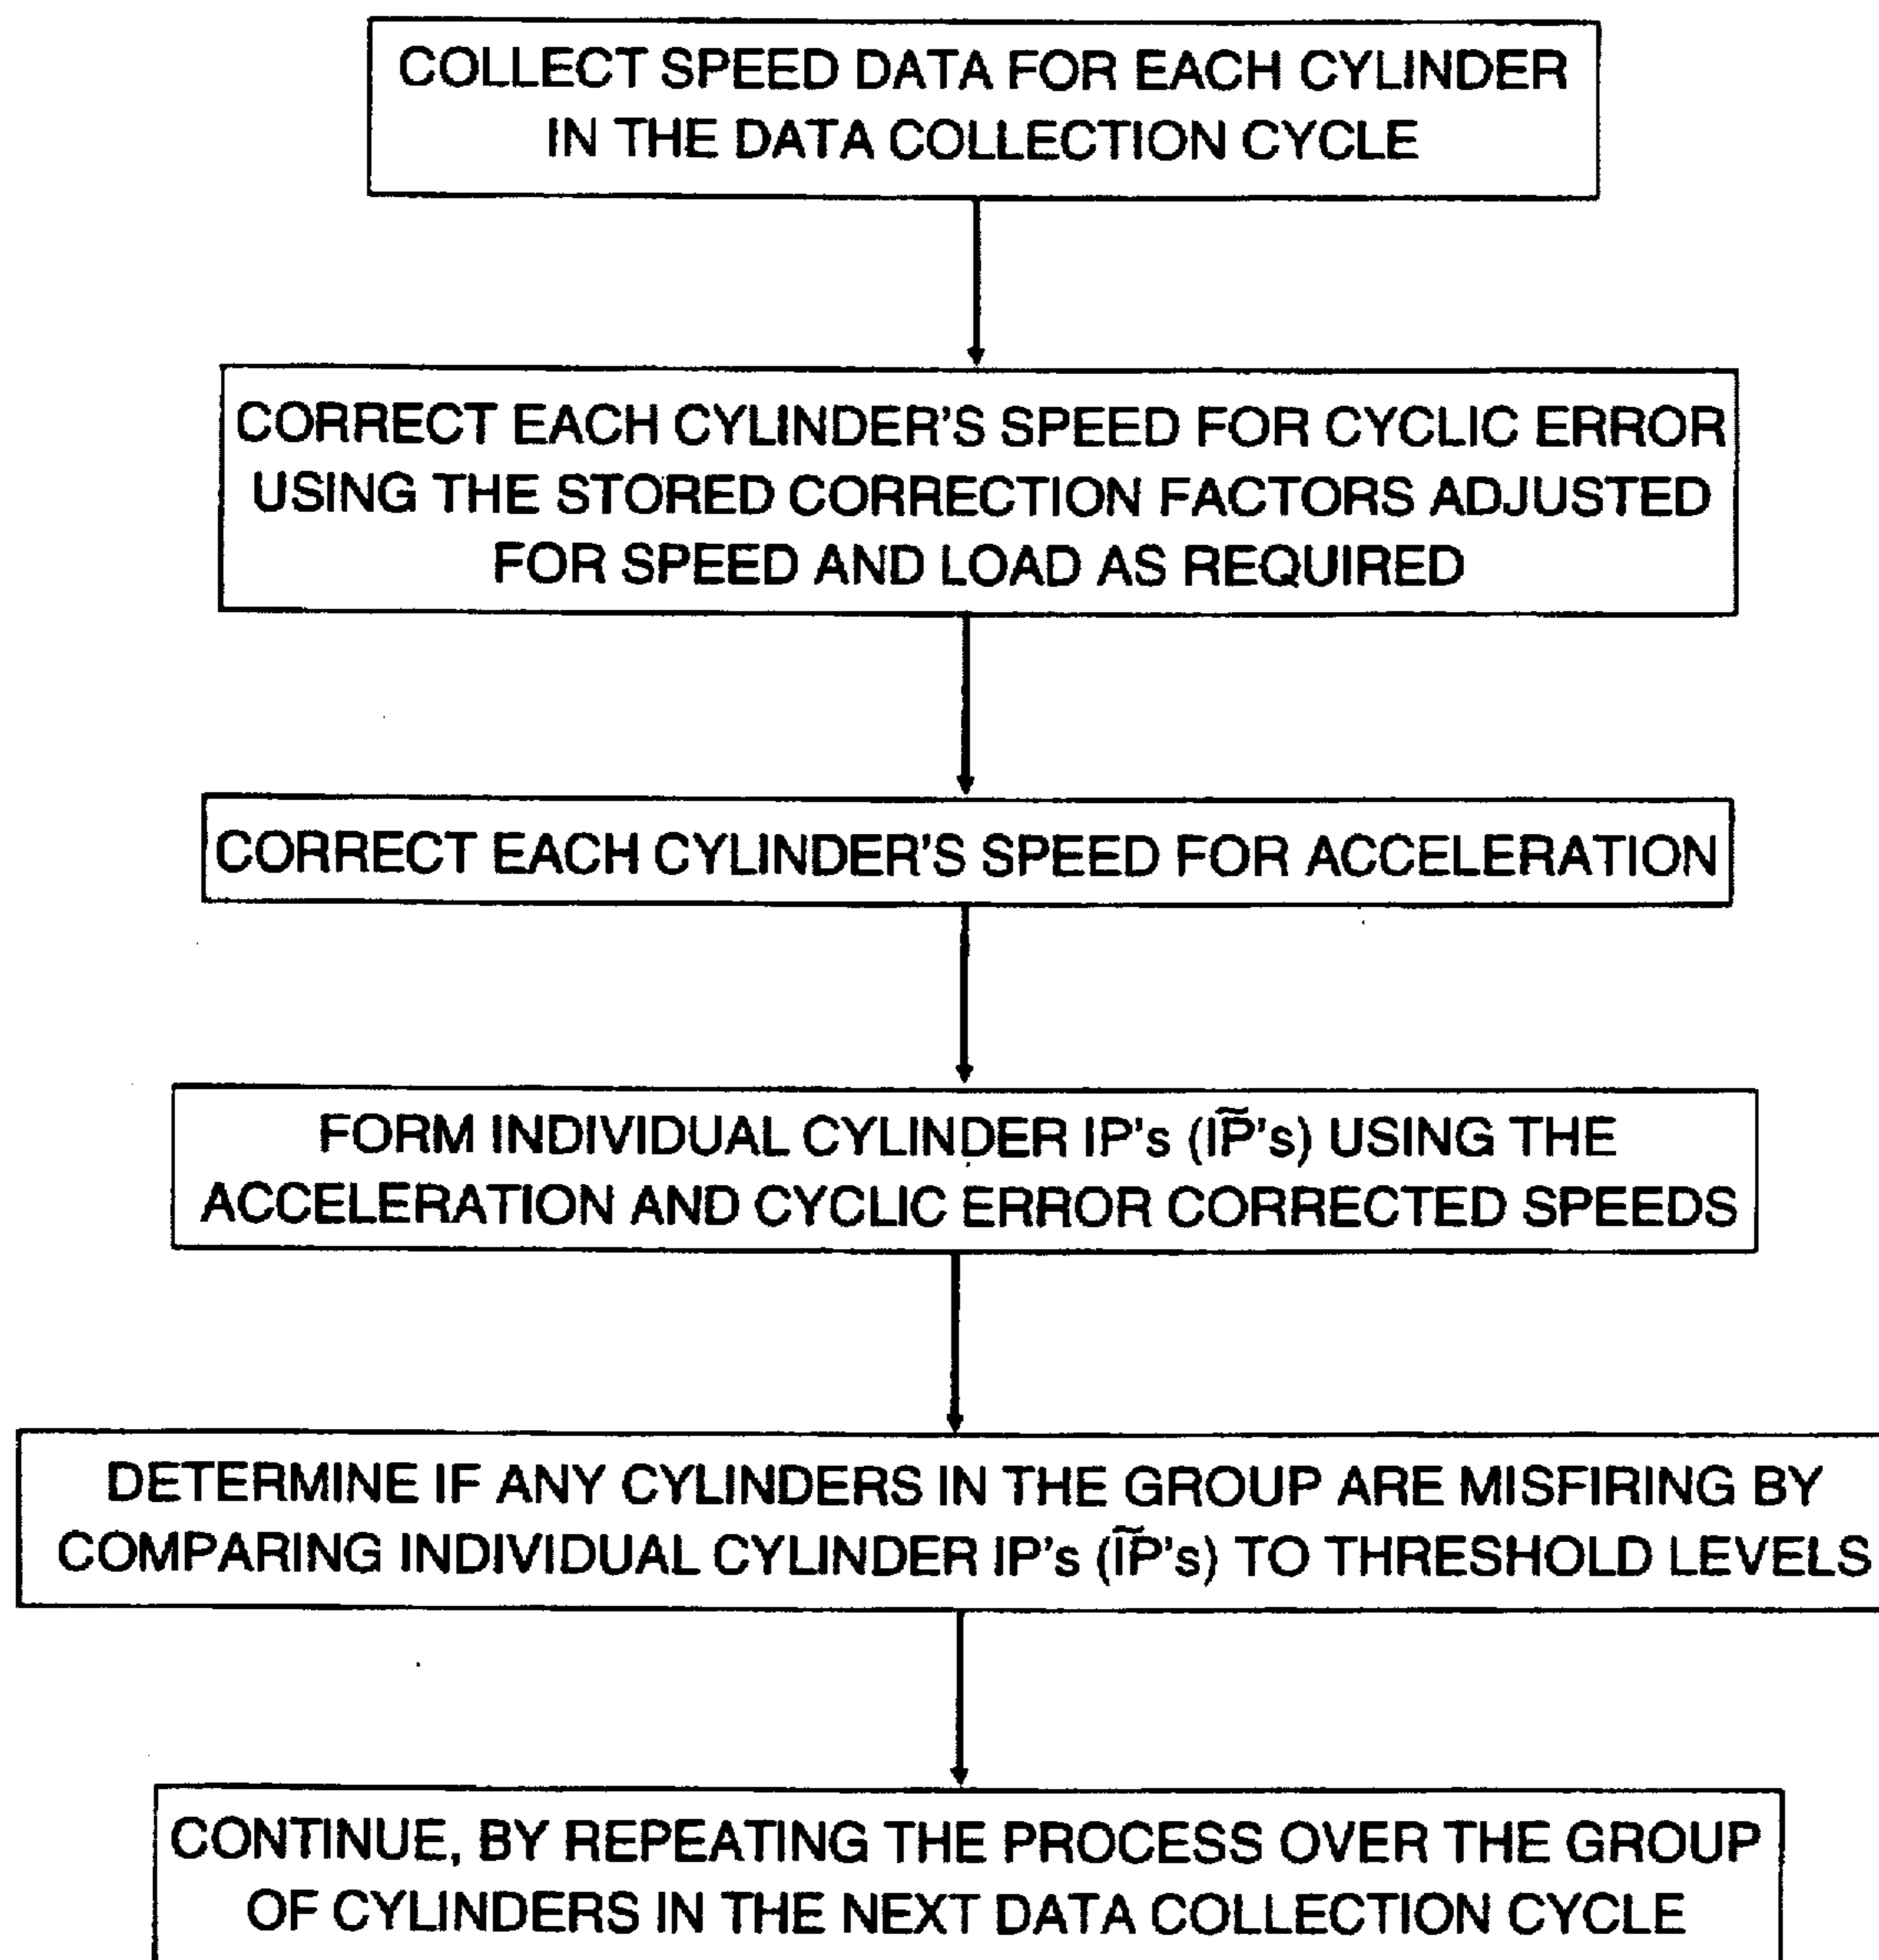 COLLECT SPEED DATA FOR EACH CYLINDER
IN THE DATA COLLECTION CYCLE
CORRECT EACH CYLINDER'S SPEED FOR CYCLIC ERROR
USING THE STORED CORRECTION FACTORS ADJUSTED
FOR SPEED AND LOAD AS REQUIRED
CORRECT EACH CYLINDER'S SPEED FOR ACCELERATION
FORM INDIVIDUAL CYLINDER IP's (IP̃'s) USING THE
ACCELERATION AND CYCLIC ERROR CORRECTED SPEEDS
DETERMINE IF ANY CYLINDERS IN THE GROUP ARE MISFIRING BY
COMPARING INDIVIDUAL CYLINDER IP's (IP̃'s) TO THRESHOLD LEVELS
CONTINUE, BY REPEATING THE PROCESS OVER THE GROUP
OF CYLINDERS IN THE NEXT DATA COLLECTION CYCLE